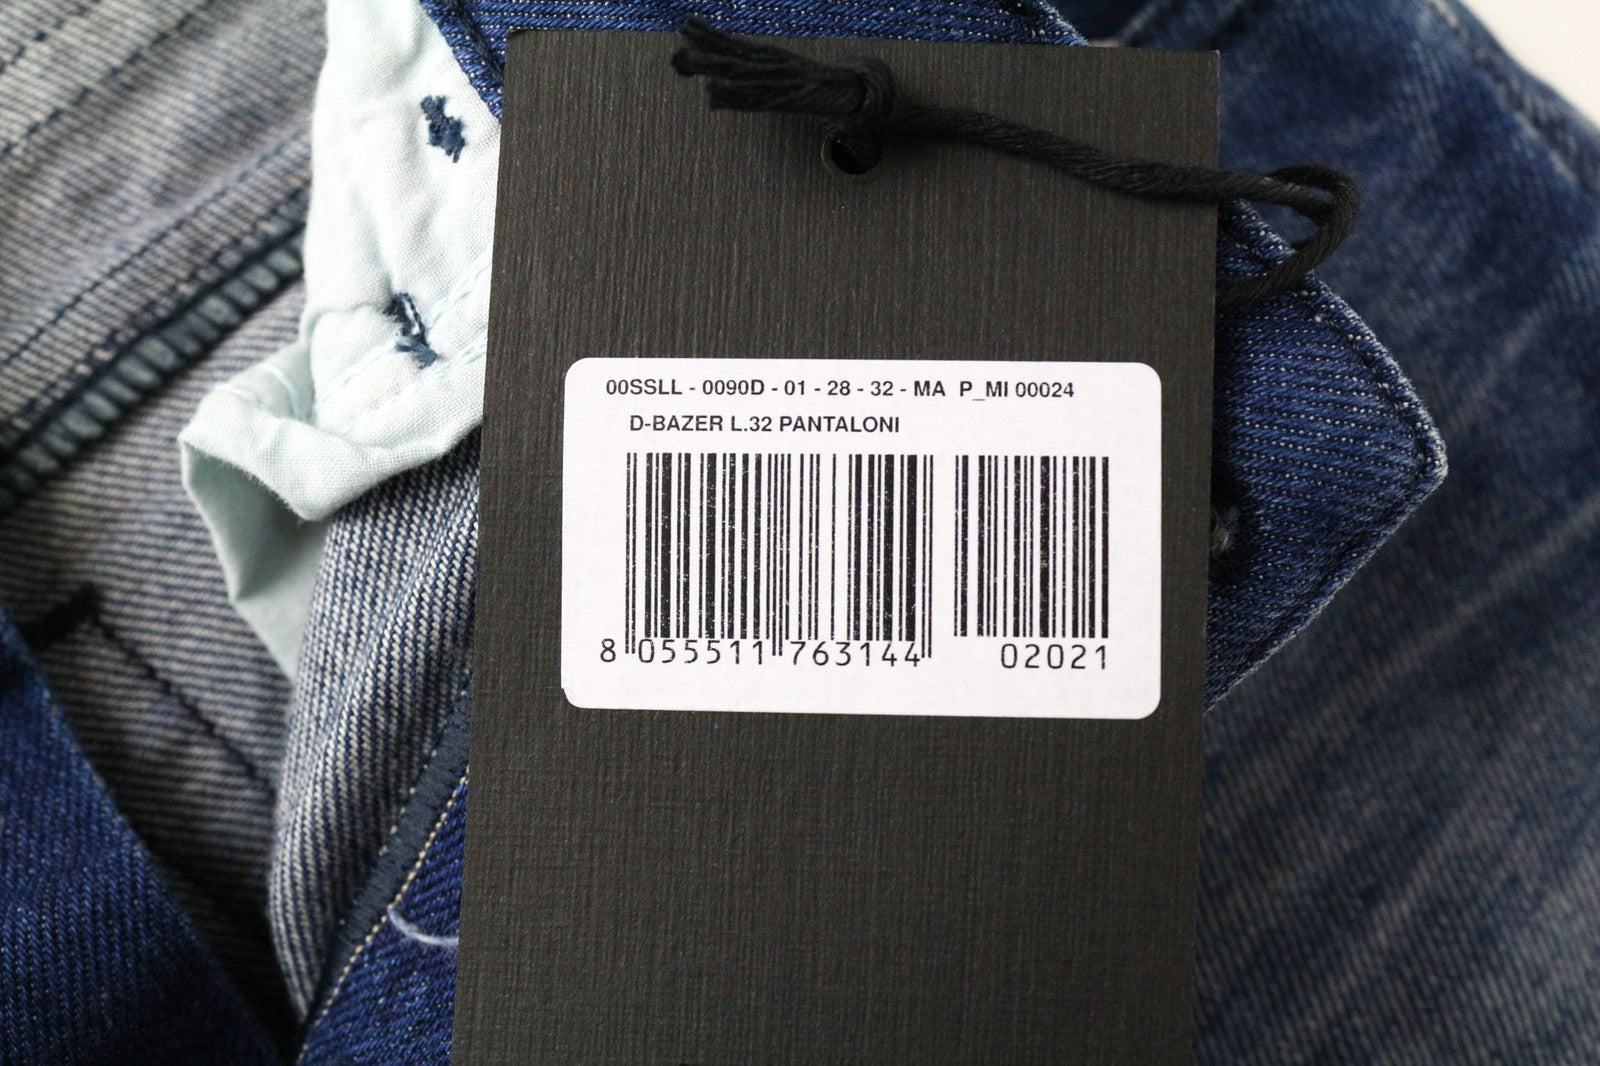 00SSLL - 0090D - 01 - 28 - 32 - MA P_MI 00024
D-BAZER L.32 PANTALONI
8 055511 763144 02021